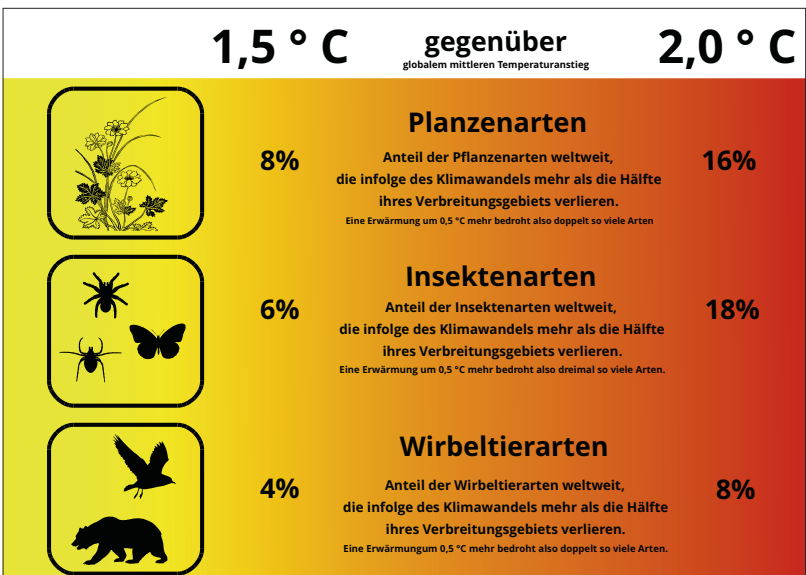 1,5 ° C gegenüber 2,0 ° C
globalem mittleren Temperaturanstieg
Planzenarten
8% Anteil der Pflanzenarten weltweit, 16%
die infolge des Klimawandels mehr als die Hälfte
ihres Verbreitungsgebiets verlieren.
Eine Erwärmung um 0,5 °C mehr bedroht also doppelt so viele Arten
Insektenarten
6% Anteil der Insektenarten weltweit, 18%
die infolge des Klimawandels mehr als die Hälfte
ihres Verbreitungsgebiets verlieren.
Eine Erwärmung um 0,5 °C mehr bedroht also dreimal so viele Arten.
Wirbeltierarten
4% Anteil der Wirbeltierarten weltweit, 8%
die infolge des Klimawandels mehr als die Hälfte
ihres Verbreitungsgebiets verlieren.
Eine Erwärmungum 0,5 °C mehr bedroht also doppelt so viele Arten.